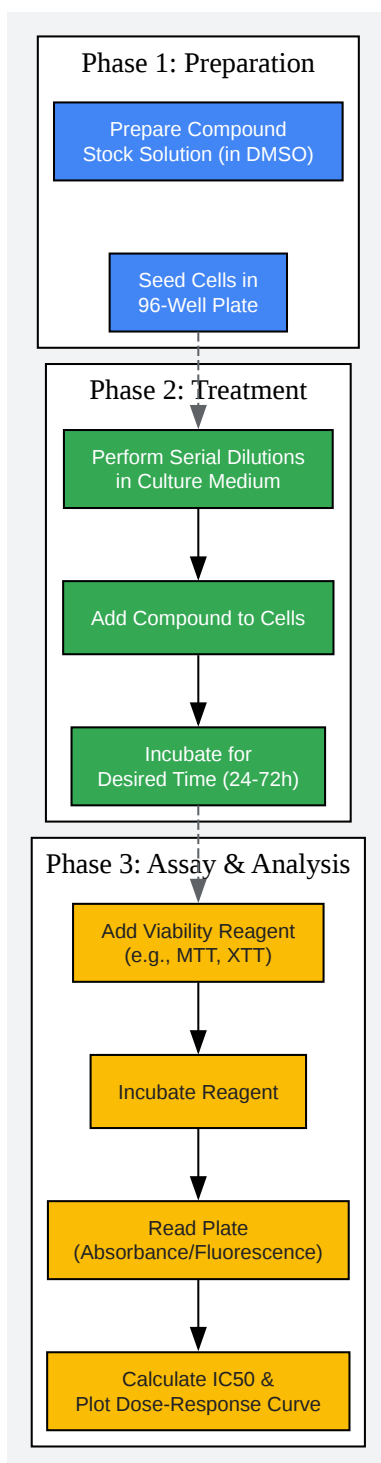 Phase 1: Preparation
Prepare Compound
Stock Solution (in DMSO)
Seed Cells in
96-Well Plate
Phase 2: Treatment
Perform Serial Dilutions
in Culture Medium
Add Compound to Cells
Incubate for
Desired Time (24-72h)
Phase 3: Assay & Analysis
Add Viability Reagent
(e.g., MTT, XTT)
Incubate Reagent
Read Plate
(Absorbance/Fluorescence)
Calculate IC50 &
Plot Dose-Response Curve